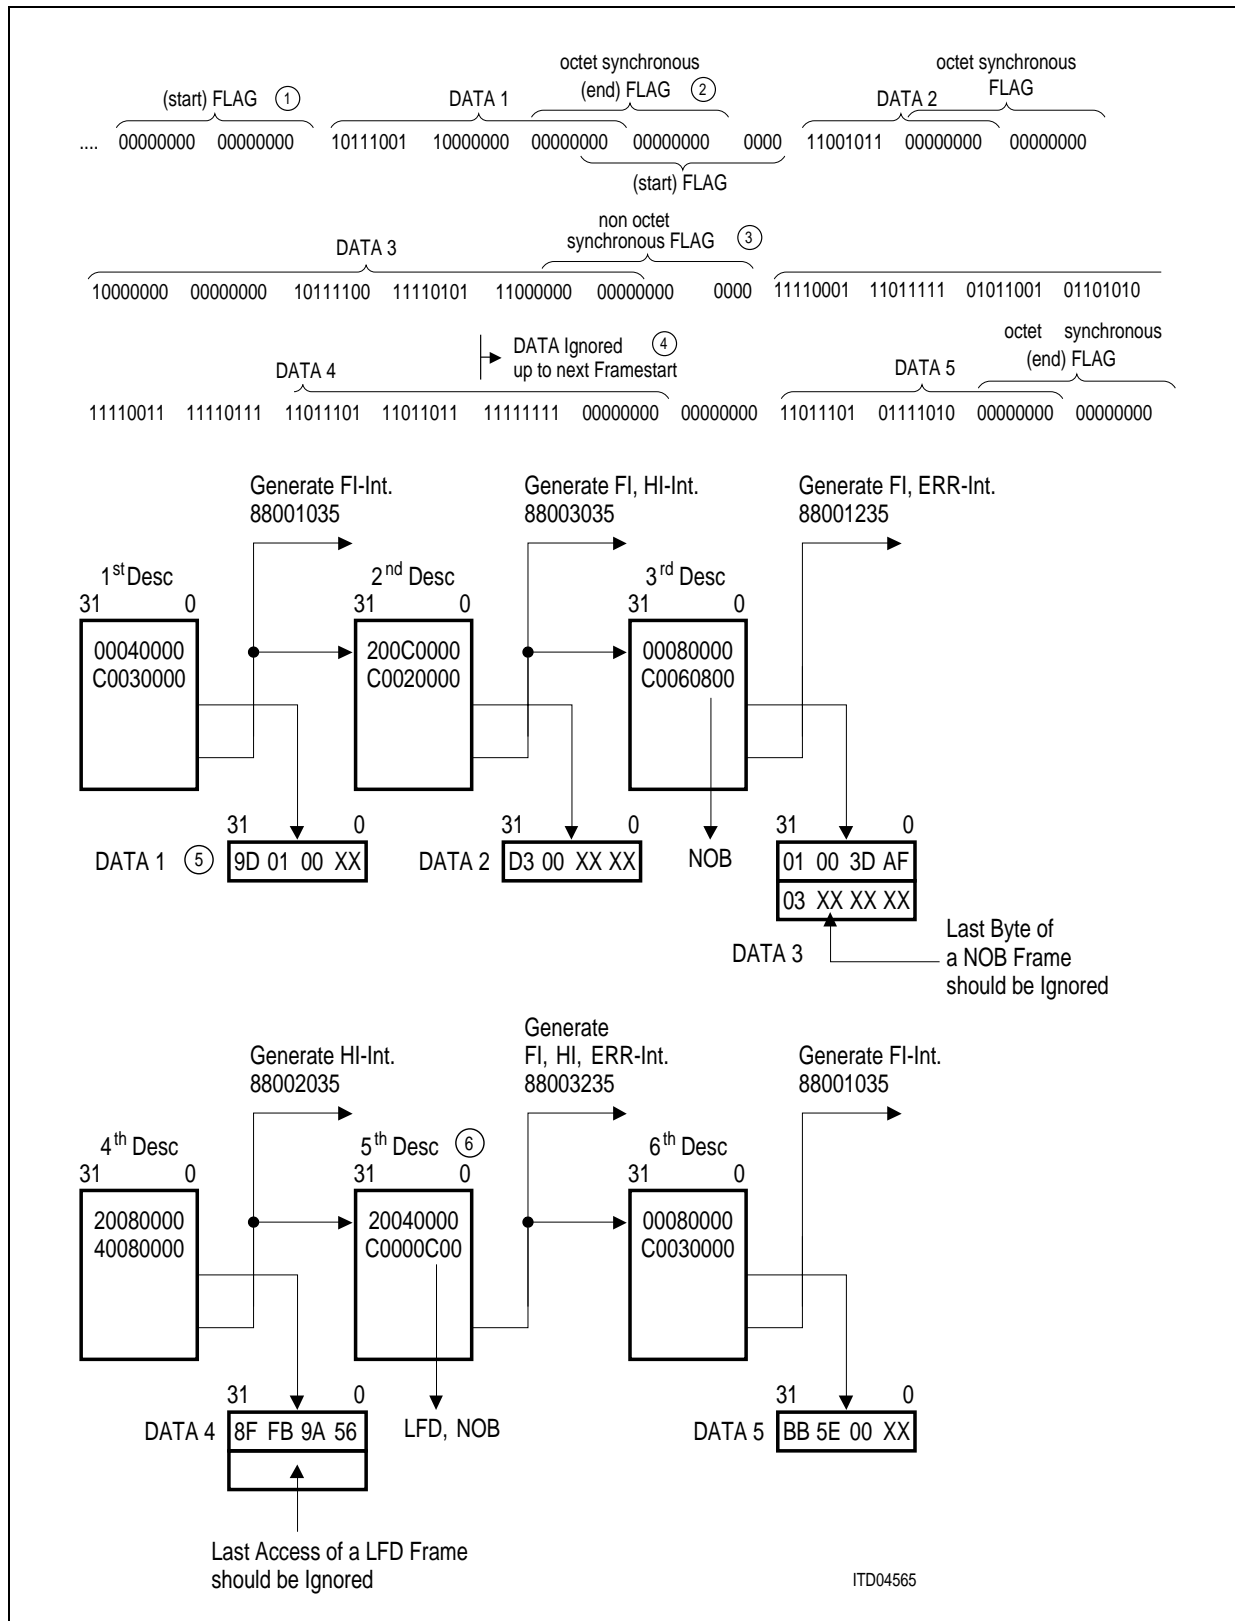 octet synchronous
octet synchronous
(start) FLAG 1
DATA 1
(end) FLAG 2
DATA 2
FLAG
.... 00000000 00000000 10111001 10000000 00000000 00000000 0000 11001011 00000000 00000000
(start) FLAG
non octet
DATA 3
synchronous FLAG 3
10000000 00000000 10111100 11110101 11000000 00000000 0000 11110001 11011111 01011001 01101010
DATA Ignored 4
up to next Framestart
octet synchronous
DATA 4
DATA 5
(end) FLAG
11110011 11110111 11011101 11011011 11111111 00000000 00000000 11011101 01111010 00000000 00000000
Generate FI-Int.
88001035
Generate FI, HI-Int.
88003035
Generate FI, ERR-Int.
88001235
1st Desc
31 0
00040000
C0030000
2nd Desc
31 0
200C0000
C0020000
3rd Desc
31 0
00080000
C0060800
31 0
DATA 1 5 9D 01 00 XX
31 0
DATA 2 D3 00 XX XX
NOB
31 0
01 00 3D AF
03 XX XX XX
DATA 3
Last Byte of
a NOB Frame
should be Ignored
Generate HI-Int.
88002035
Generate
FI, HI, ERR-Int.
88003235
Generate FI-Int.
88001035
4th Desc
31 0
20080000
40080000
5th Desc 6
31 0
20040000
C0000C00
6th Desc
31 0
00080000
C0030000
31 0
DATA 4 8F FB 9A 56
LFD, NOB
31 0
DATA 5 BB 5E 00 XX
Last Access of a LFD Frame
should be Ignored
ITD04565